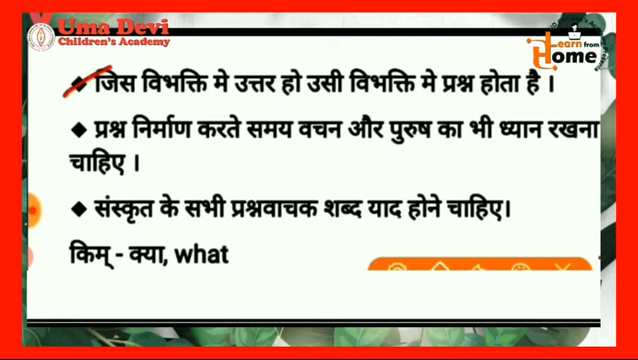 Uma Devi
Children's Academy
Learn from
Home
◆ जिस विभक्ति मे उत्तर हो उसी विभक्ति मे प्रश्न होता है ।
◆ प्रश्न निर्माण करते समय वचन और पुरुष का भी ध्यान रखना
चाहिए ।
◆ संस्कृत के सभी प्रश्नवाचक शब्द याद होने चाहिए।
किम् - क्या, what